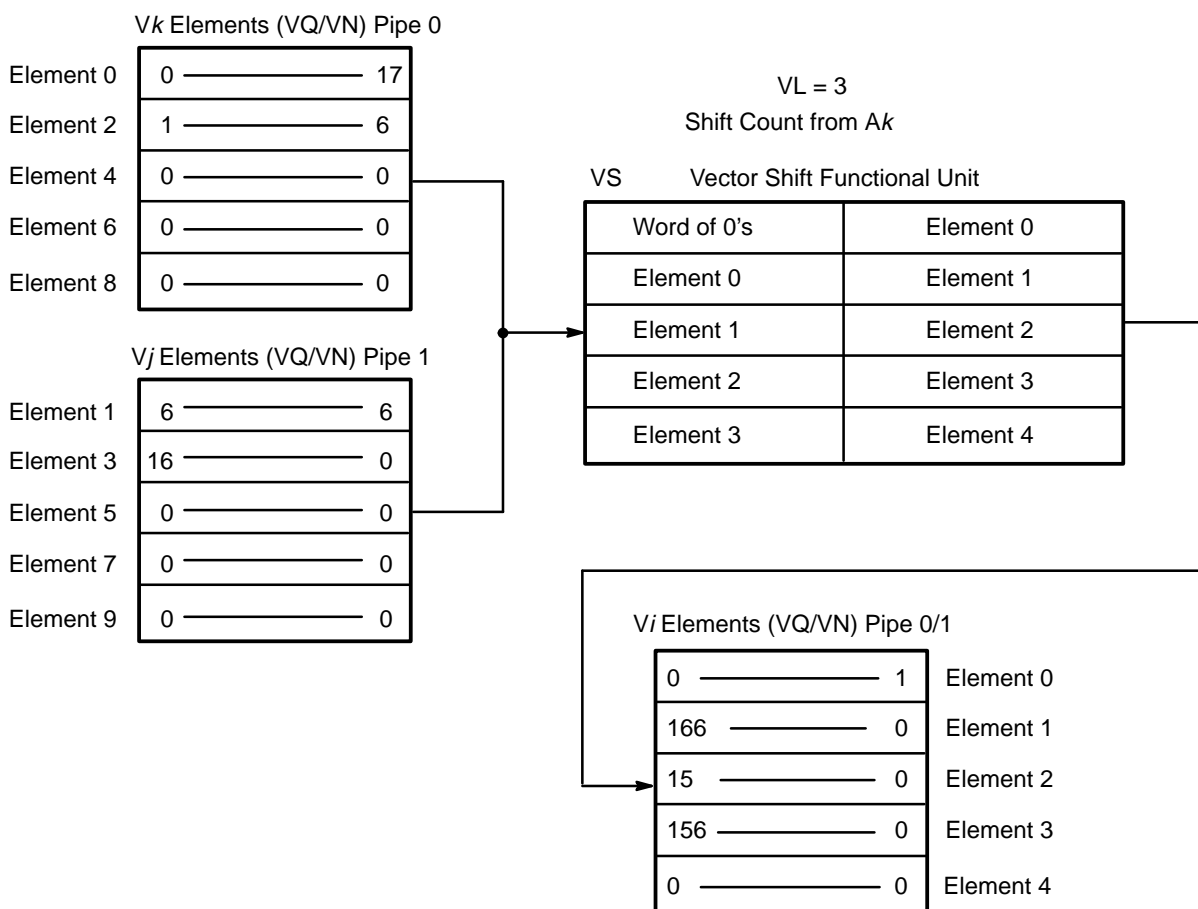 Vk Elements (VQ/VN) Pipe 0
Element 0 0 17
Element 2 1 6
Element 4 0 0
Element 6 0 0
Element 8 0 0
VL = 3
Shift Count from Ak
VS Vector Shift Functional Unit
Word of 0's Element 0
Element 0 Element 1
Element 1 Element 2
Element 2 Element 3
Element 3 Element 4
Vj Elements (VQ/VN) Pipe 1
Element 1 6 6
Element 3 16 0
Element 5 0 0
Element 7 0 0
Element 9 0 0
Vi Elements (VQ/VN) Pipe 0/1
0 1 Element 0
166 0 Element 1
15 0 Element 2
156 0 Element 3
0 0 Element 4